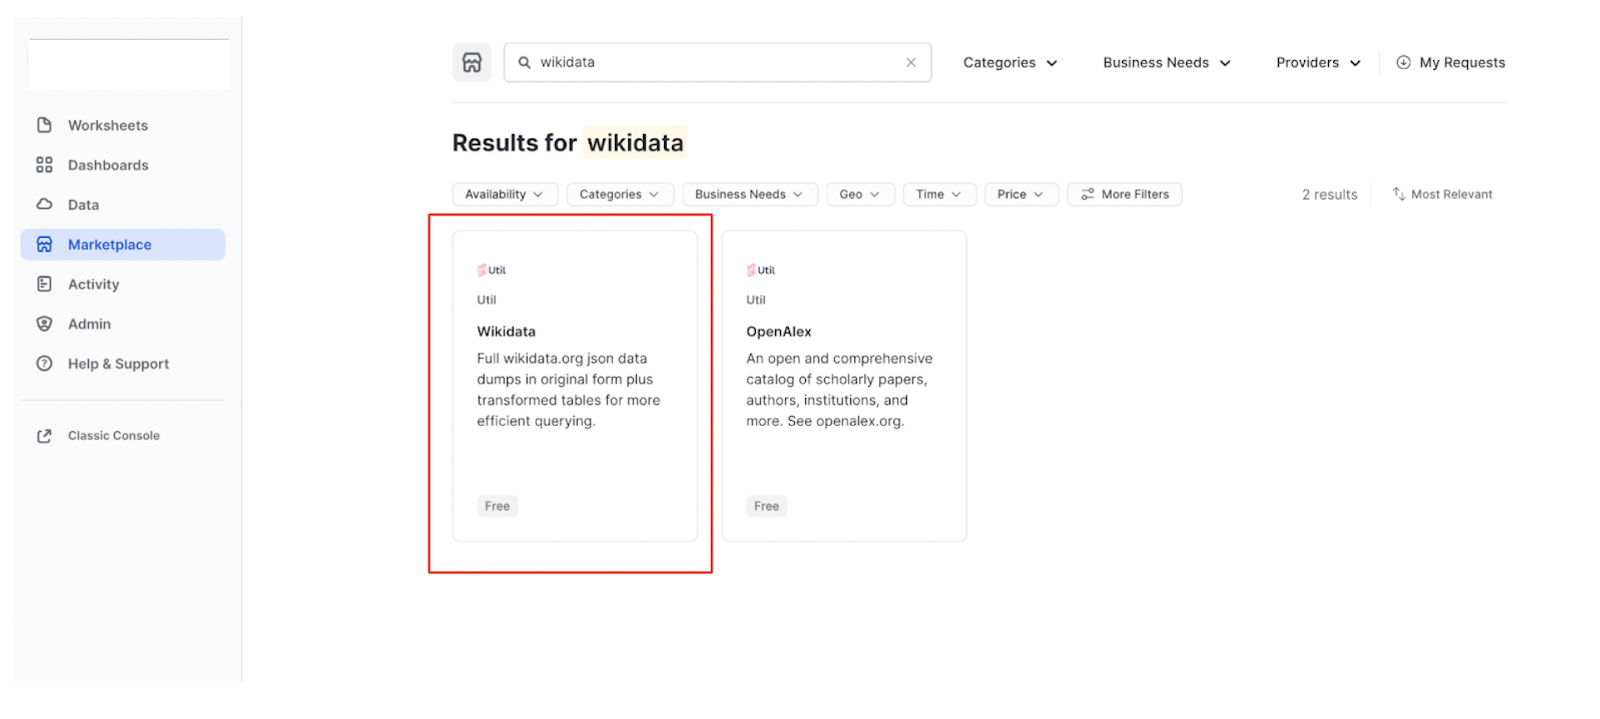 wikidata
Categories
Business Needs
Providers
My Requests
Worksheets
Dashboards
Data
Marketplace
Activity
Admin
Help & Support
Classic Console
Results for wikidata
Availability
Categories
Business Needs
Geo
Time
Price
More Filters
2 results
Most Relevant
Util
Util
Wikidata
Full wikidata.org json data
dumps in original form plus
transformed tables for more
efficient querying.
Free
Util
Util
OpenAlex
An open and comprehensive
catalog of scholarly papers,
authors, institutions, and
more. See openalex.org.
Free